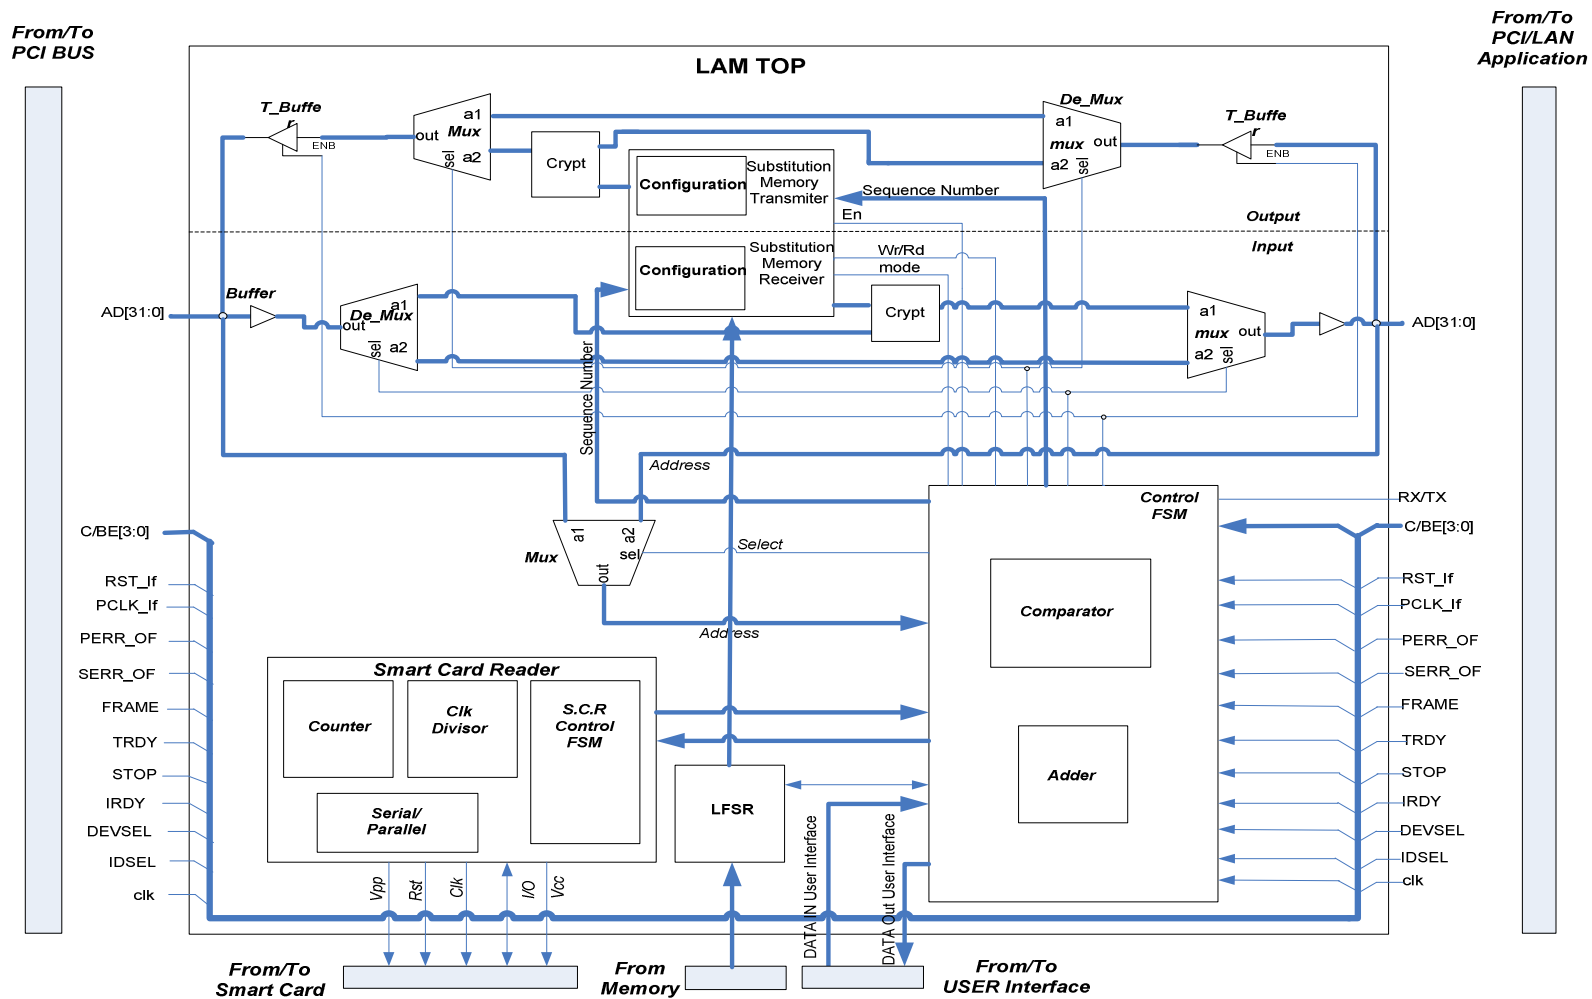 From/To
PCI BUS
From/To
PCI/LAN
Application
LAM TOP
T_Buffe
r
ENB
out
Mux
a1
a2
sel
Crypt
Configuration
Substitution
Memory
Transmiter
De_Mux
a1
mux
a2
out
sel
T_Buffe
r
ENB
Sequence Number
En
Output
Input
Configuration
Substitution
Memory
Receiver
Wr/Rd
mode
Crypt
AD[31:0]
Buffer
De_Mux
out
a1
a2
sel
a1
mux
a2
out
sel
AD[31:0]
Sequence Number
Address
Mux
a1
a2
sel
out
Select
Address
Control
FSM
Comparator
Adder
RX/TX
C/BE[3:0]
RST_If
PCLK_If
PERR_OF
SERR_OF
FRAME
TRDY
STOP
IRDY
DEVSEL
IDSEL
clk
C/BE[3:0]
RST_If
PCLK_If
PERR_OF
SERR_OF
FRAME
TRDY
STOP
IRDY
DEVSEL
IDSEL
clk
Smart Card Reader
Counter
Clk
Divisor
S.C.R
Control
FSM
Serial/
Parallel
LFSR
Vpp
Rst
Clk
I/O
Vcc
DATA IN User Interface
DATA Out User Interface
From/To
Smart Card
From
Memory
From/To
USER Interface